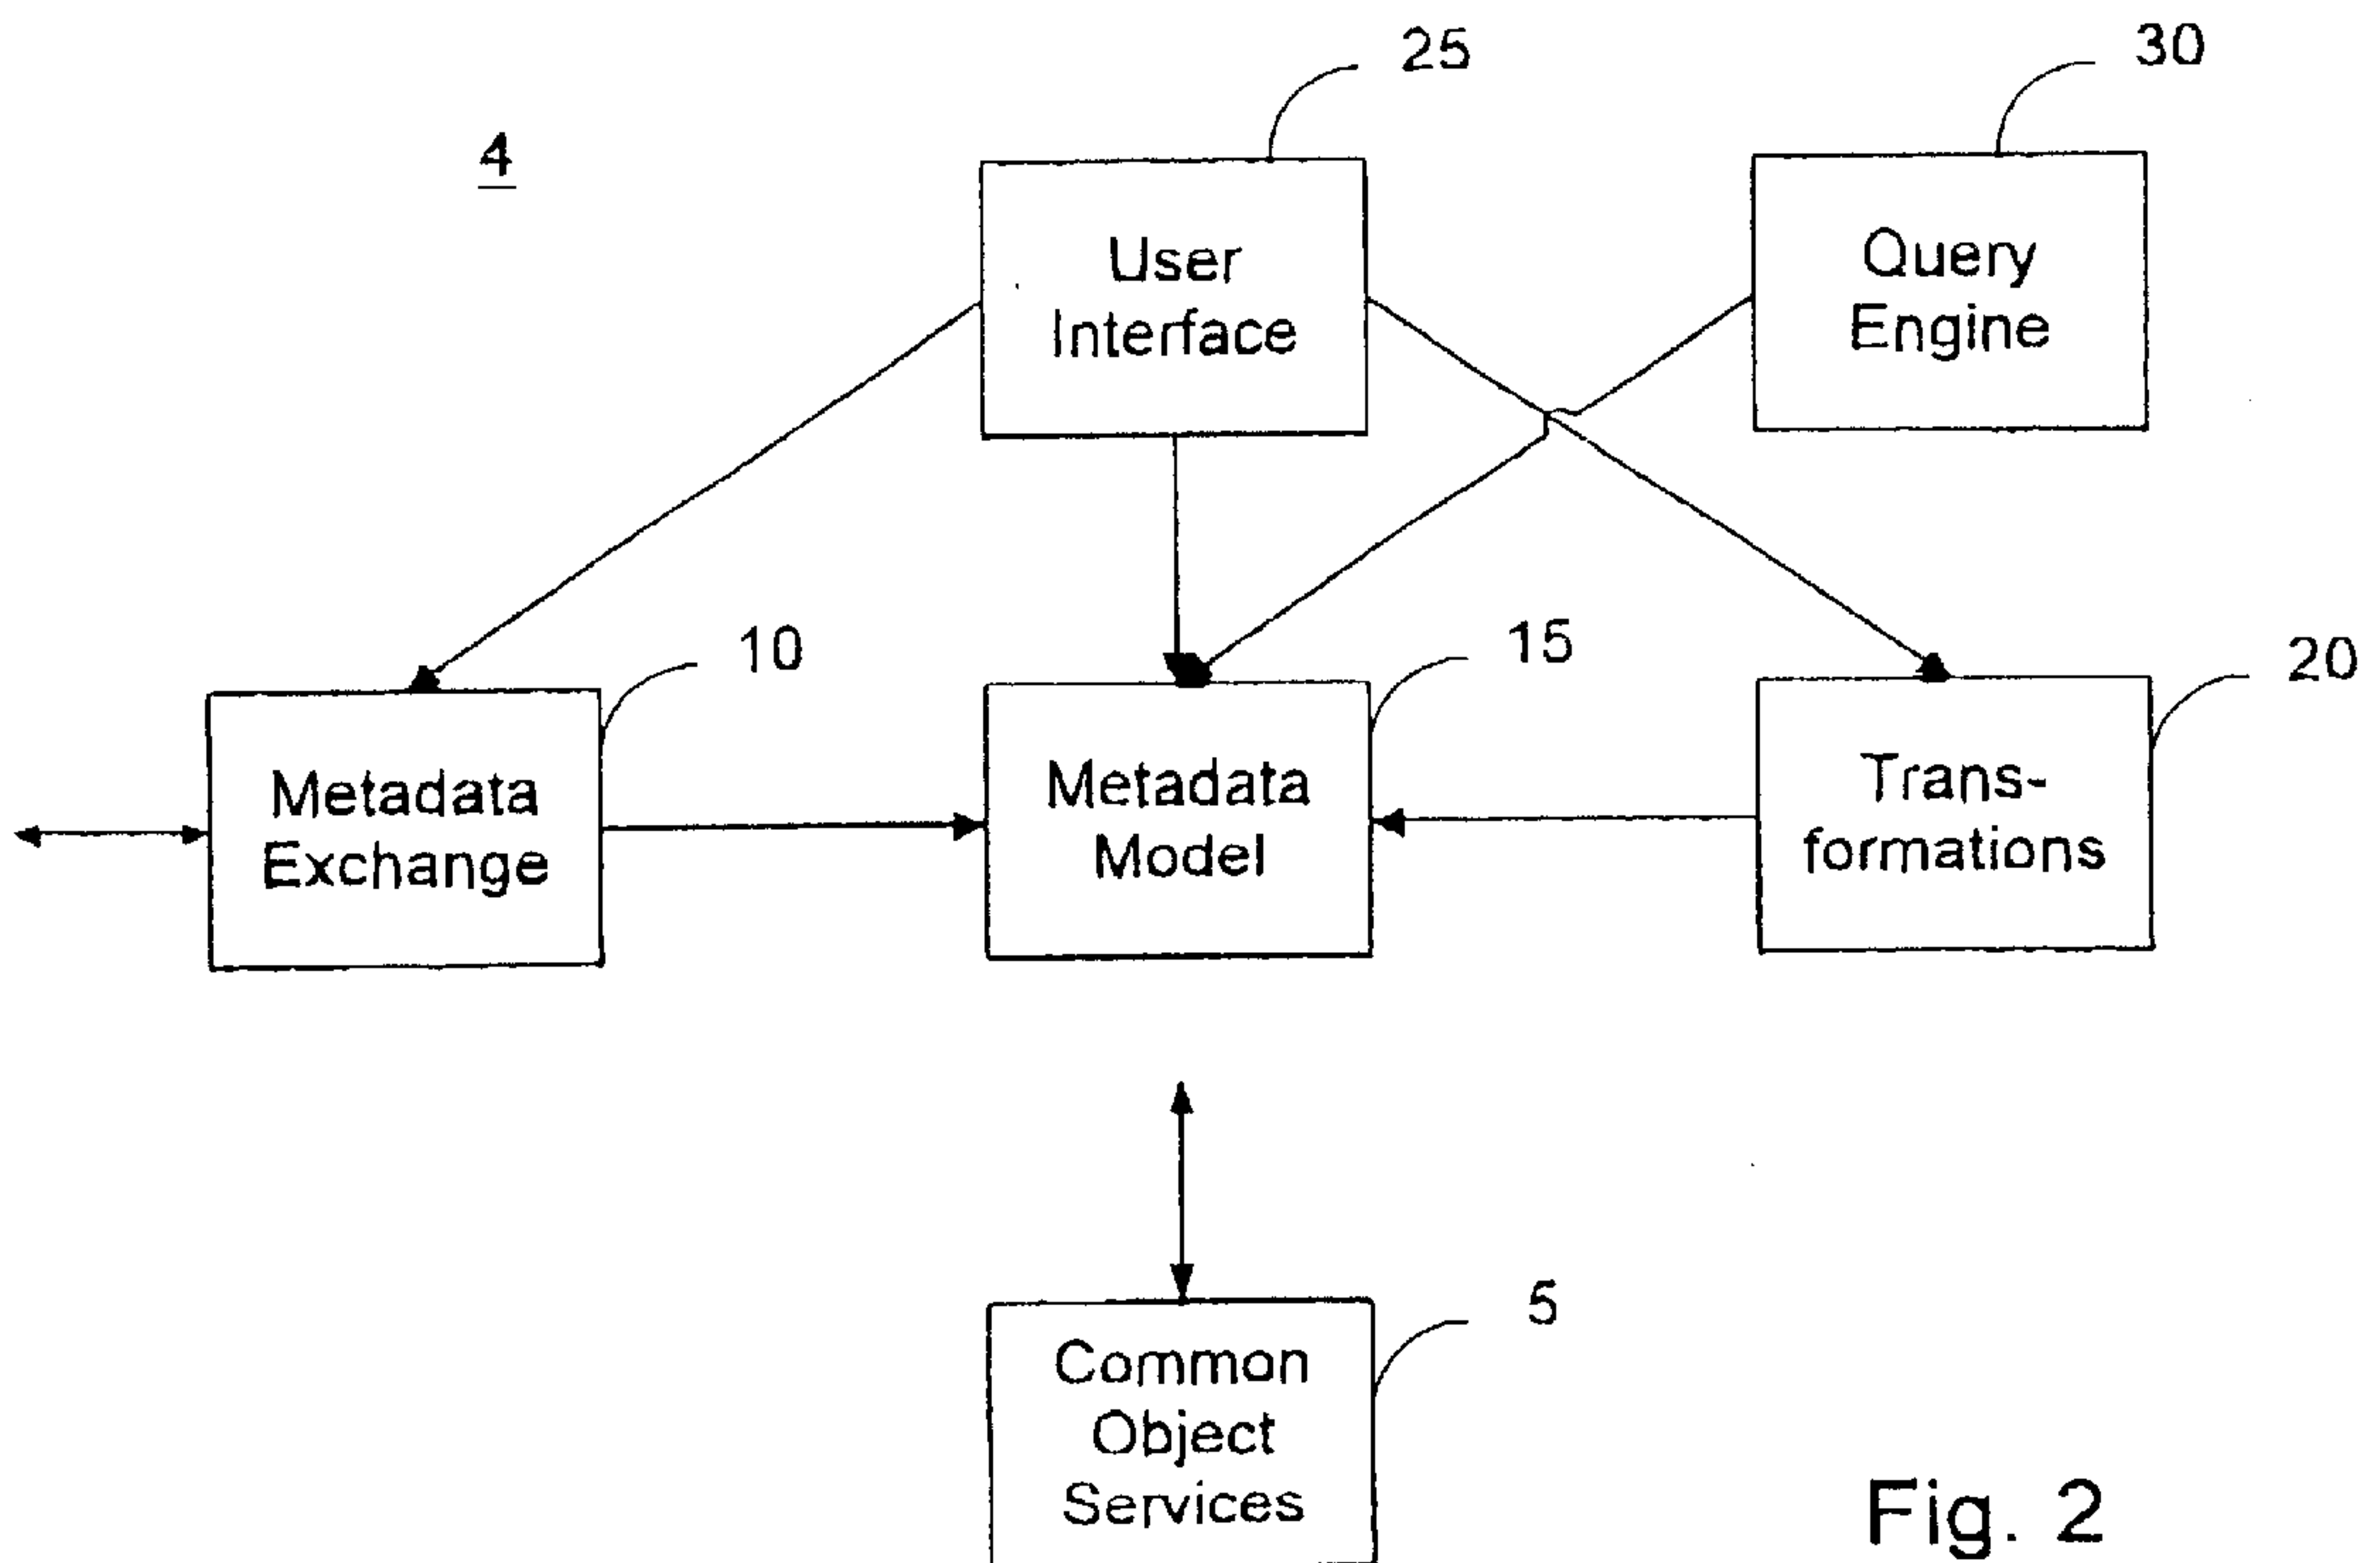 25
30
4
User
Interface
Query
Engine
10
15
20
Metadata
Exchange
Metadata
Model
Trans-
formations
5
Common
Object
Services
Fig. 2